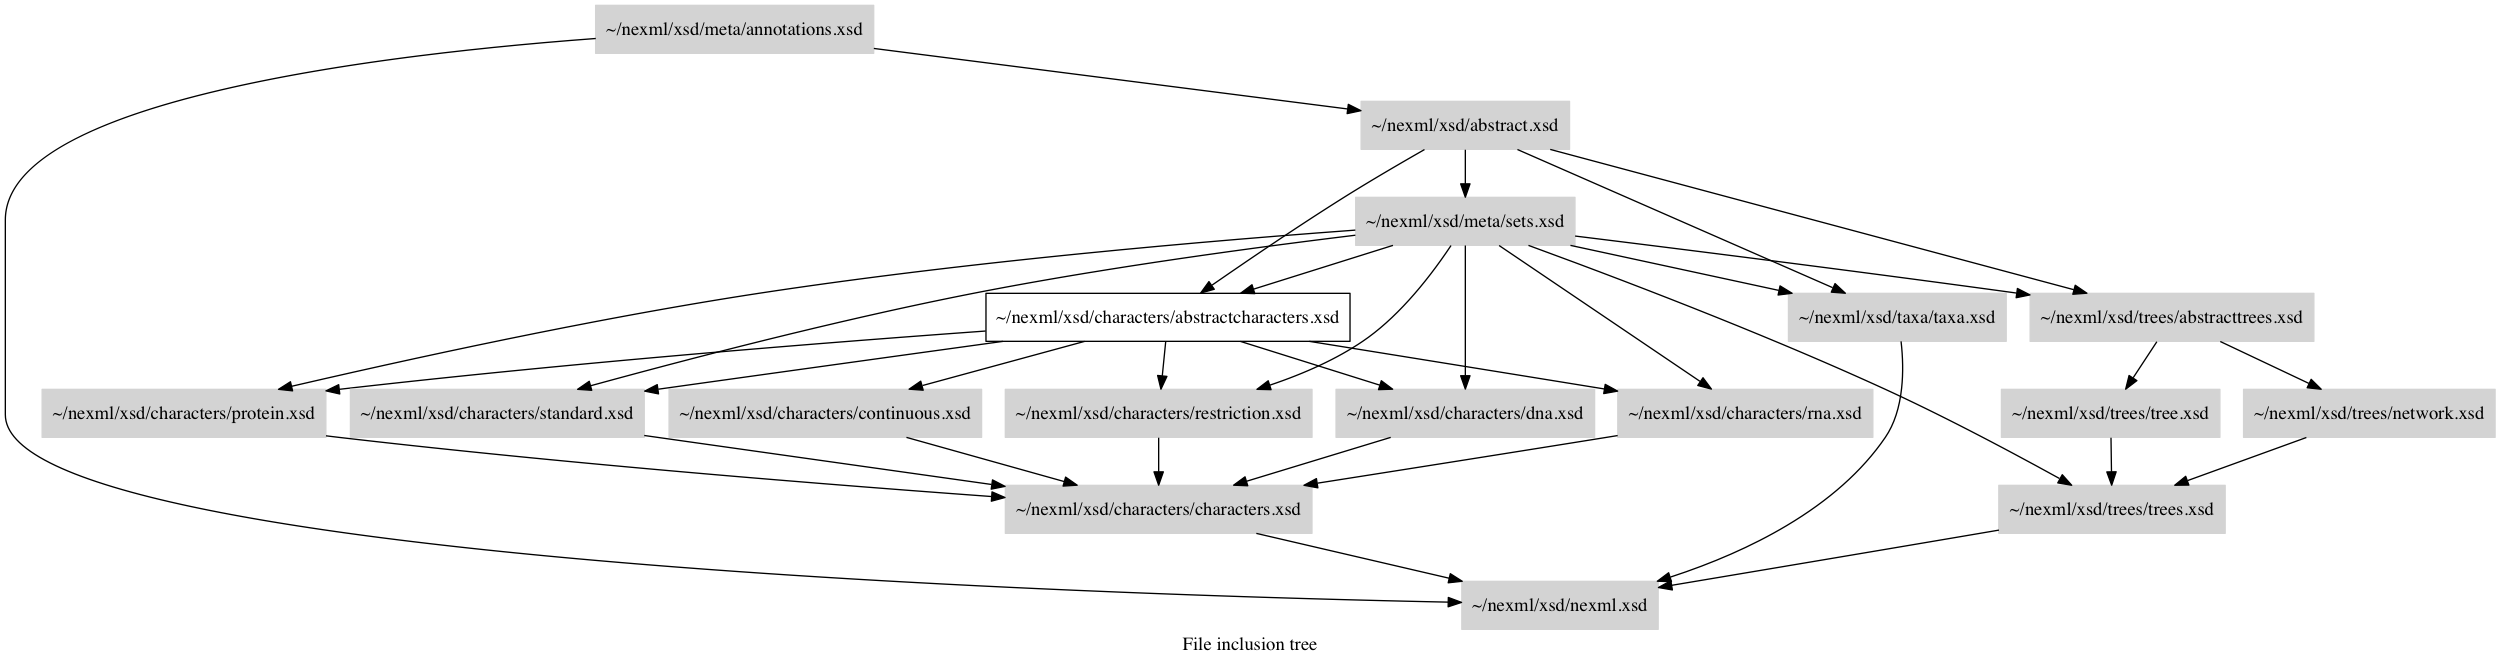 ~/nexml/xsd/meta/annotations.xsd
~/nexml/xsd/abstract.xsd
~/nexml/xsd/meta/sets.xsd
~/nexml/xsd/characters/abstractcharacters.xsd
~/nexml/xsd/taxa/taxa.xsd
~/nexml/xsd/trees/abstracttrees.xsd
~/nexml/xsd/characters/protein.xsd
~/nexml/xsd/characters/standard.xsd
~/nexml/xsd/characters/continuous.xsd
~/nexml/xsd/characters/restriction.xsd
~/nexml/xsd/characters/dna.xsd
~/nexml/xsd/characters/rna.xsd
~/nexml/xsd/trees/tree.xsd
~/nexml/xsd/trees/network.xsd
~/nexml/xsd/characters/characters.xsd
~/nexml/xsd/trees/trees.xsd
~/nexml/xsd/nexml.xsd
File inclusion tree